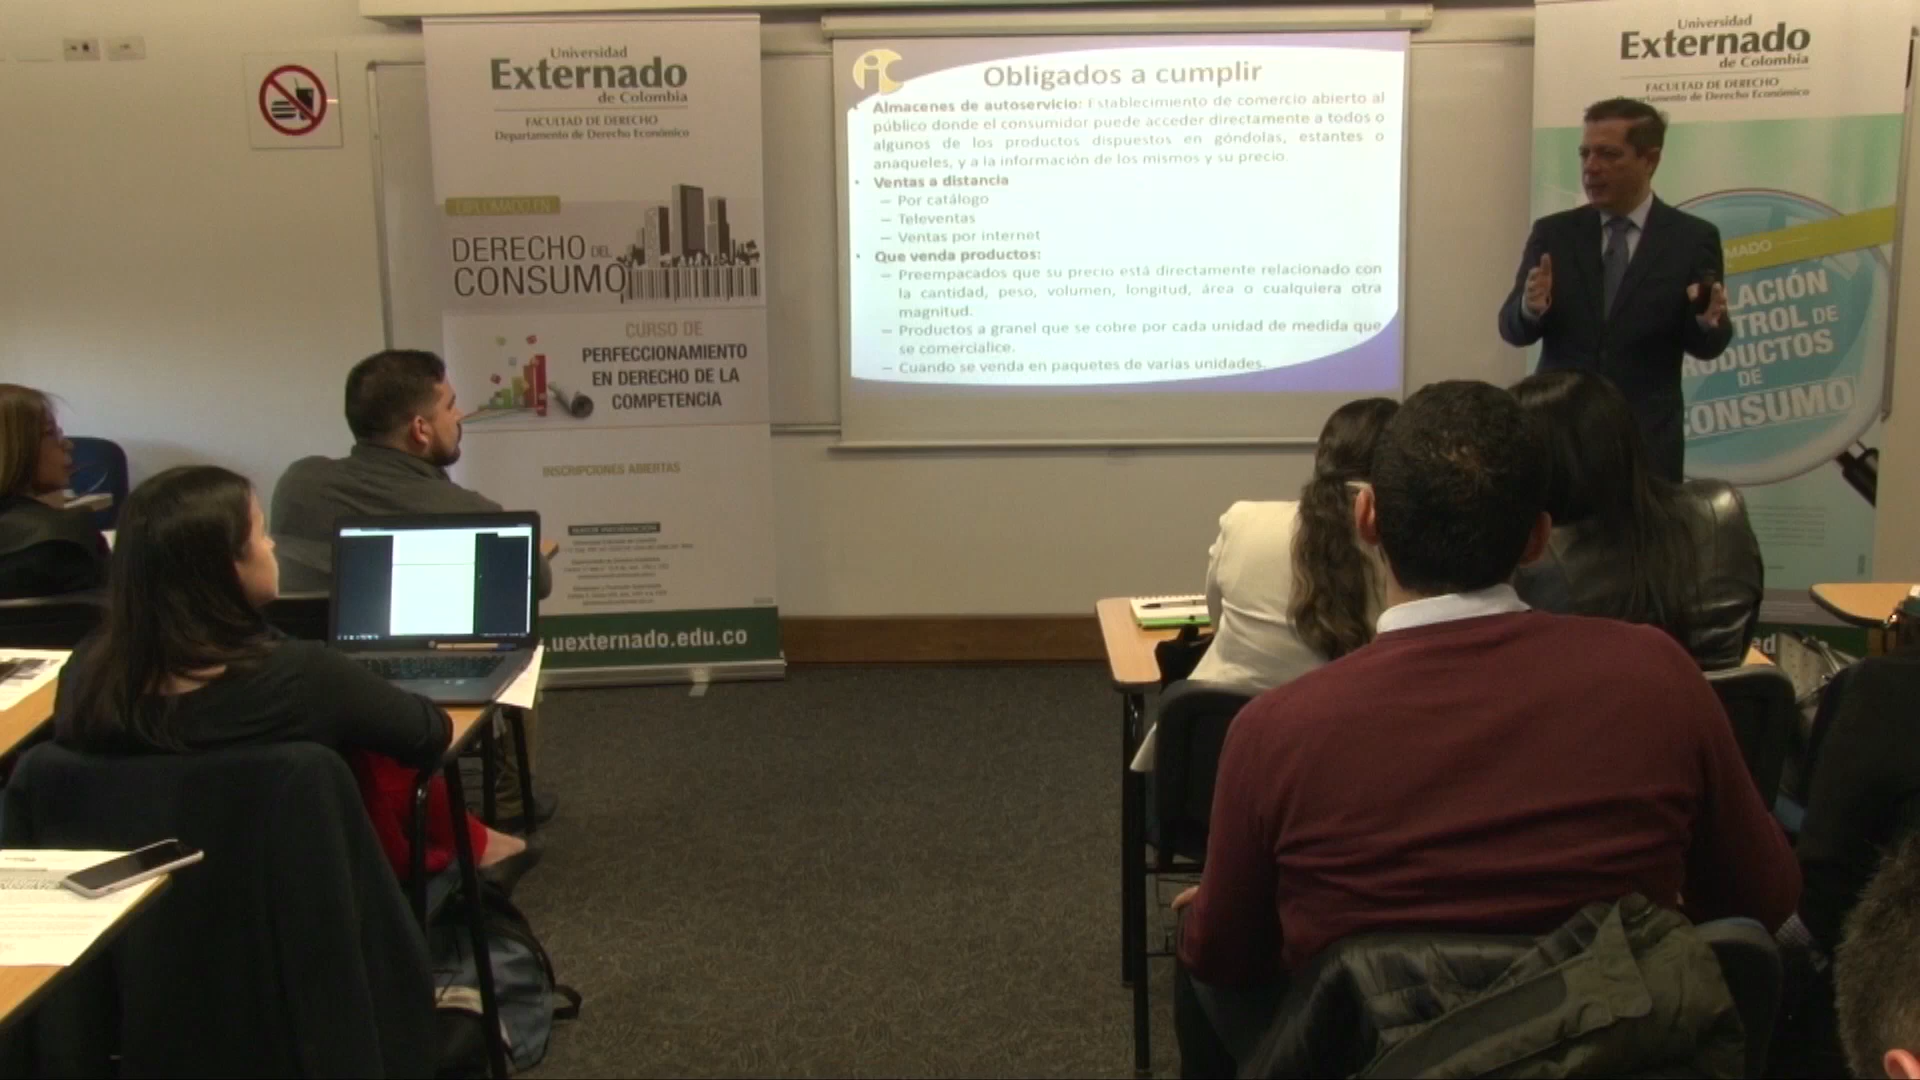 Universidad
Externado
de Colombia
FACULTAD DE DERECHO
Departamento de Derecho Económico
DIPLOMADO EN
DERECHO DEL
CONSUMO
CURSO DE
PERFECCIONAMIENTO
EN DERECHO DE LA
COMPETENCIA
INSCRIPCIONES ABIERTAS
MAYOR INFORMACIÓN
.uexternado.edu.co
iC
Obligados a cumplir
• Almacenes de autoservicio: Establecimiento de comercio abierto al
público donde el consumidor puede acceder directamente a todos o
algunos de los productos dispuestos en góndolas, estantes o
anaqueles, y a la información de los mismos y su precio.
• Ventas a distancia
– Por catálogo
– Televentas
– Ventas por internet
• Que venda productos:
– Preempacados que su precio está directamente relacionado con
la cantidad, peso, volumen, longitud, área o cualquiera otra
magnitud.
– Productos a granel que se cobre por cada unidad de medida que
se comercialice.
– Cuando se venda en paquetes de varias unidades.
Universidad
Externado
de Colombia
FACULTAD DE DERECHO
Departamento de Derecho Económico
MADO
LACIÓN
TROL DE
RODUCTOS
DE
CONSUMO
ed